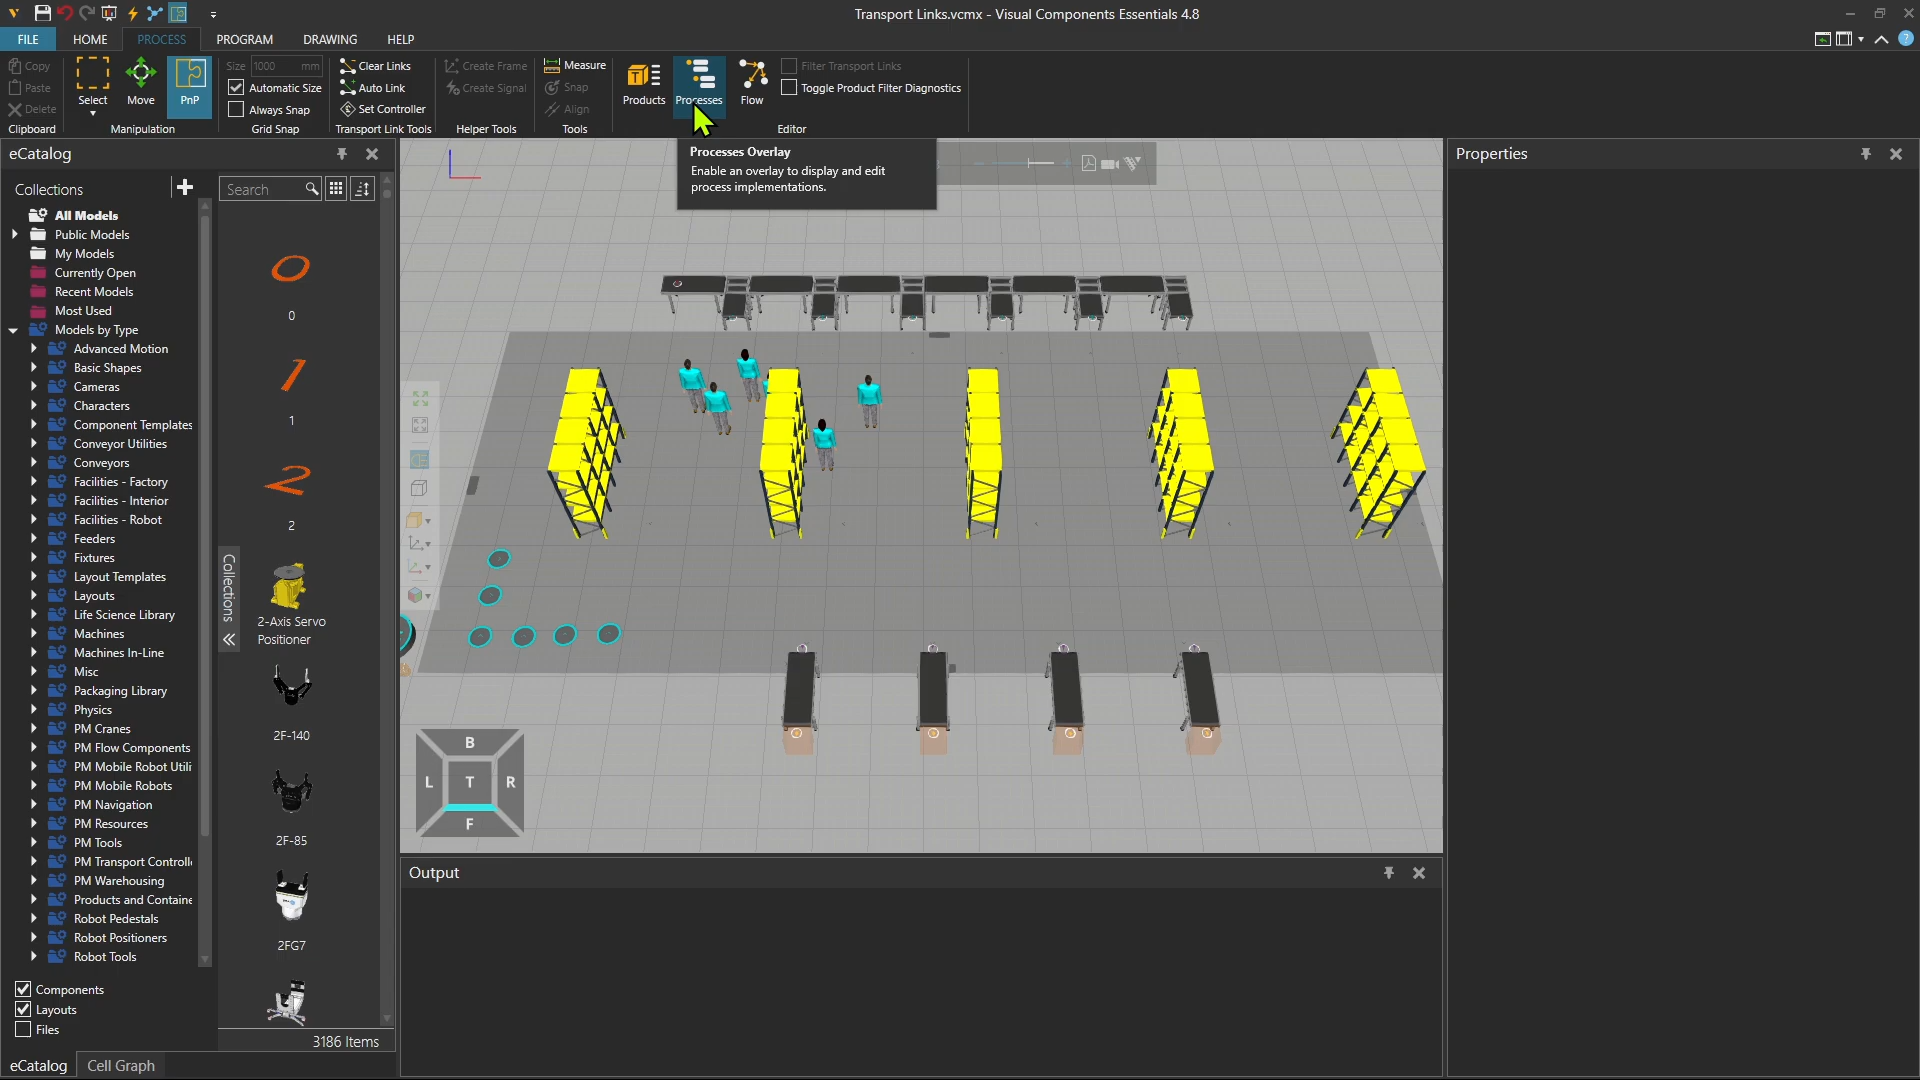 Transport Links.vcmx - Visual Components Essentials 4.8
FILE HOME PROCESS PROGRAM DRAWING HELP
Copy
Paste
Delete
Clipboard
Select
Move
PnP
Manipulation
Size 1000 mm
Automatic Size
Always Snap
Grid Snap
Clear Links
Auto Link
Set Controller
Transport Link Tools
Create Frame
Create Signal
Helper Tools
Measure
Snap
Align
Tools
Products
Processes
Flow
Filter Transport Links
Toggle Product Filter Diagnostics
Editor
Processes Overlay
Enable an overlay to display and edit
process implementations.
eCatalog
Collections
Search
All Models
Public Models
My Models
Currently Open
Recent Models
Most Used
Models by Type
Advanced Motion
Basic Shapes
Cameras
Characters
Component Templates
Conveyor Utilities
Conveyors
Facilities - Factory
Facilities - Interior
Facilities - Robot
Feeders
Fixtures
Layout Templates
Layouts
Life Science Library
Machines
Machines In-Line
Misc
Packaging Library
Physics
PM Cranes
PM Flow Components
PM Mobile Robot Utili
PM Mobile Robots
PM Navigation
PM Resources
PM Tools
PM Transport Controll
PM Warehousing
Products and Containe
Robot Pedestals
Robot Positioners
Robot Tools
Components
Layouts
Files
eCatalog Cell Graph
Collections
0
0
1
1
2
2
2-Axis Servo
Positioner
2F-140
2F-85
2FG7
3186 Items
B
L T R
F
Output
Properties